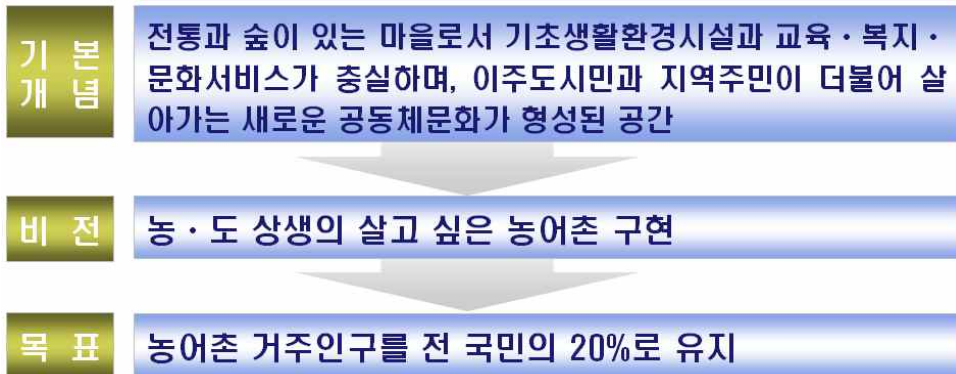 기 본
개 념
전통과 숲이 있는 마을로서 기초생활환경시설과 교육·복지·
문화서비스가 충실하며, 이주도시민과 지역주민이 더불어 살
아가는 새로운 공동체문화가 형성된 공간
비 전
농·도 상생의 살고 싶은 농어촌 구현
목 표
농어촌 거주인구를 전 국민의 20%로 유지